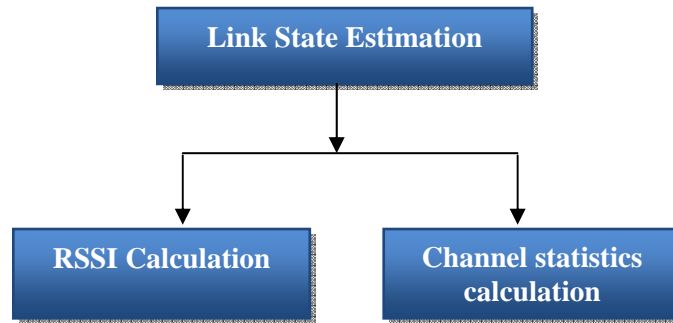 Link State Estimation
RSSI Calculation
Channel statistics
calculation